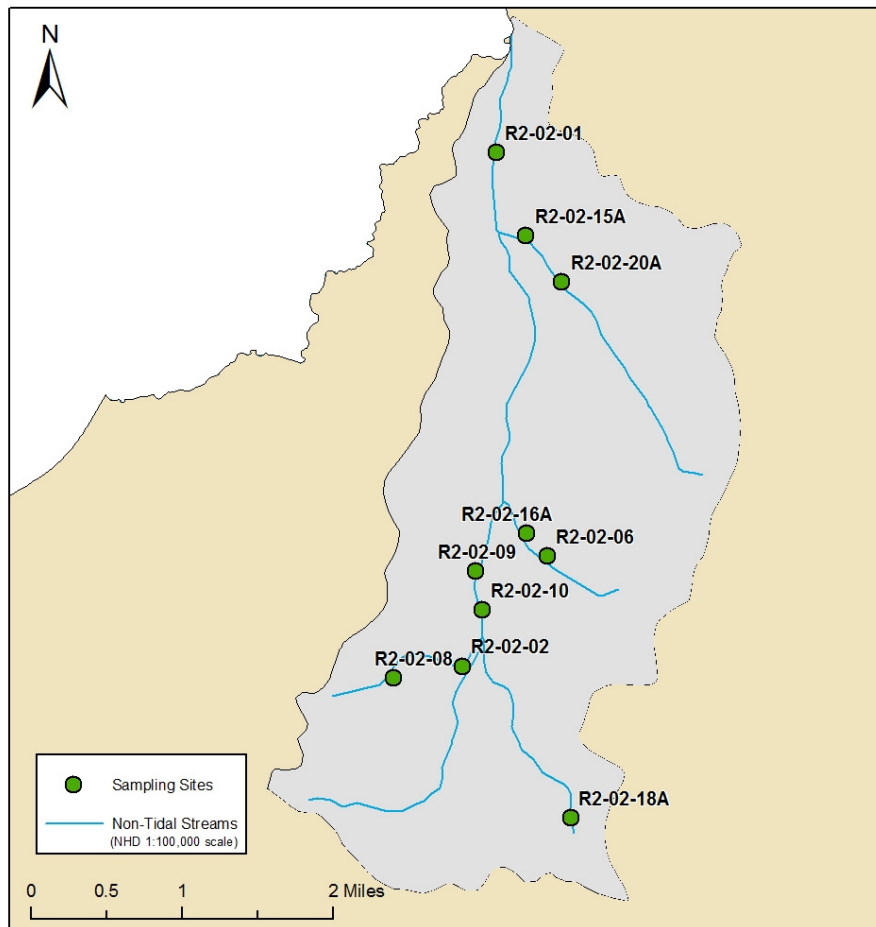 N
R2-02-01
R2-02-15A
R2-02-20A
R2-02-16A
R2-02-06
R2-02-09
R2-02-10
R2-02-02
R2-02-08
R2-02-18A
Sampling Sites
Non-Tidal Streams
(NHD 1:100,000 scale)
0 0.5 1 2 Miles